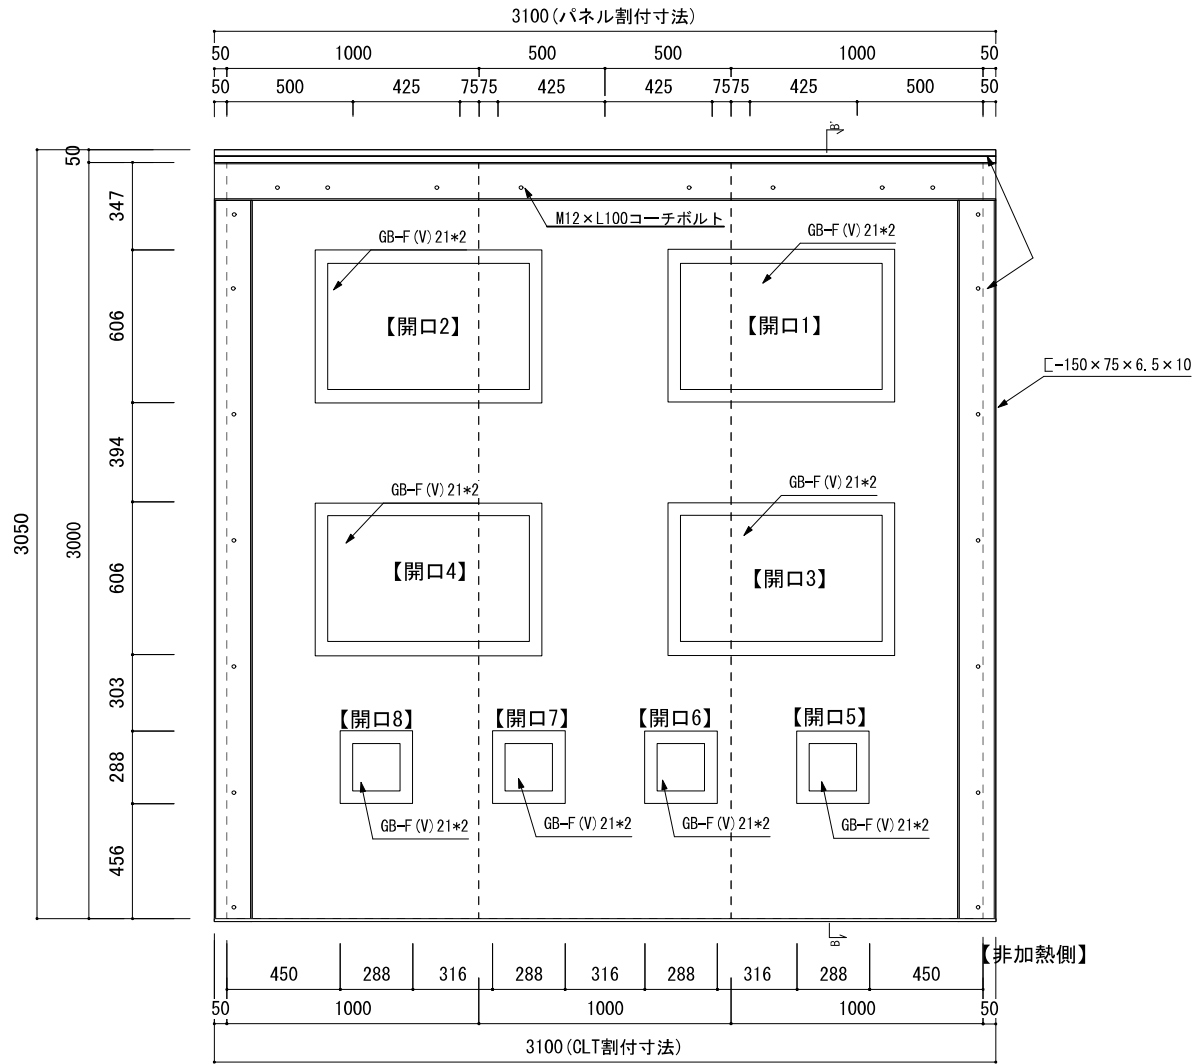 3100(パネル割付寸法)
50 1000 500 500 1000 50
50 500 425 7575 425 425 7575 425 500 50
B'
50
347
606
394
606
303
288
456
3000
3050
M12×L100コーチボルト
GB-F(V)21*2
GB-F(V)21*2
【開口2】
【開口1】
[-150×75×6.5×10
GB-F(V)21*2
GB-F(V)21*2
【開口4】
【開口3】
【開口8】
【開口7】
【開口6】
【開口5】
GB-F(V)21*2
GB-F(V)21*2
GB-F(V)21*2
GB-F(V)21*2
B
【非加熱側】
450 288 316 288 316 288 316 288 450
50 1000 1000 1000 50
3100(CLT割付寸法)